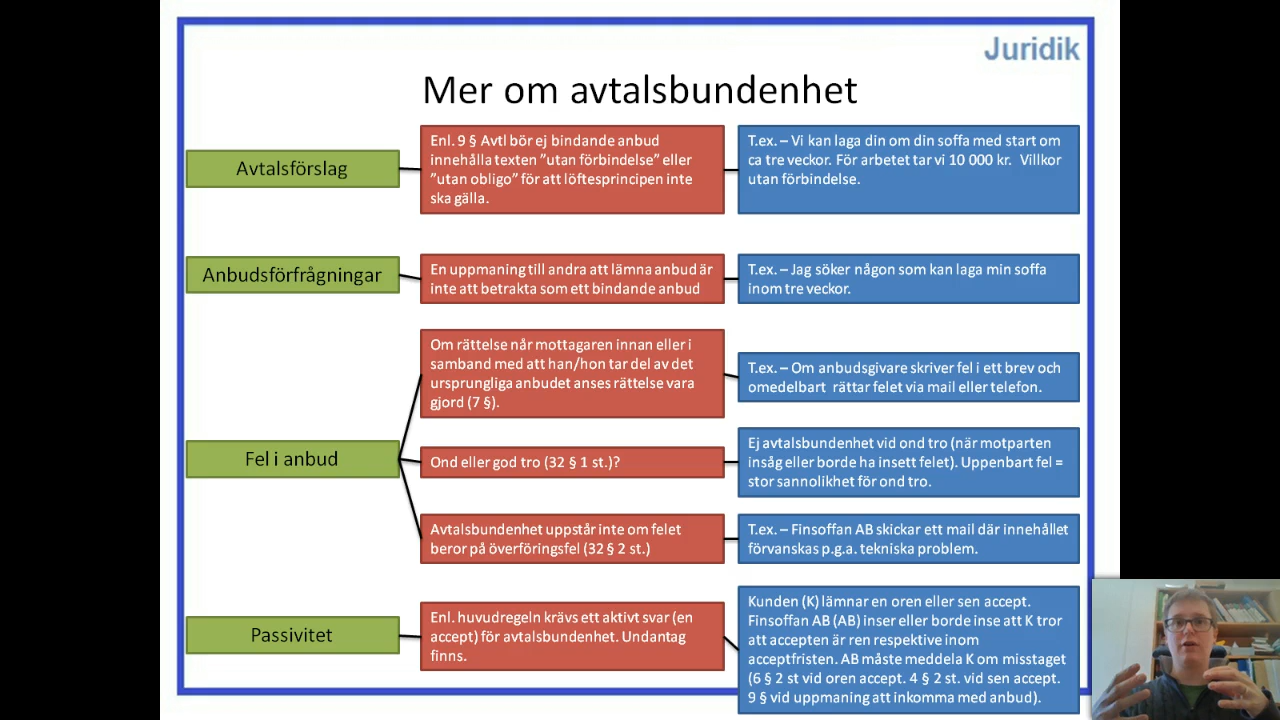 Juridik
Mer om avtalsbundenhet
Avtalsförslag
Enl. 9 § Avtl bör ej bindande anbud
innehålla texten ”utan förbindelse” eller
”utan obligo” för att löftesprincipen inte
ska gälla.
T.ex. – Vi kan laga din om din soffa med start om
ca tre veckor. För arbetet tar vi 10 000 kr. Villkor
utan förbindelse.
Anbudsförfrågningar
En uppmaning till andra att lämna anbud är
inte att betrakta som ett bindande anbud
T.ex. – Jag söker någon som kan laga min soffa
inom tre veckor.
Fel i anbud
Om rättelse når mottagaren innan eller i
samband med att han/hon tar del av det
ursprungliga anbudet anses rättelse vara
gjord (7 §).
T.ex. – Om anbudsgivare skriver fel i ett brev och
omedelbart rättar felet via mail eller telefon.
Ond eller god tro (32 § 1 st.)?
Ej avtalsbundenhet vid ond tro (när motparten
insåg eller borde ha insett felet). Uppenbart fel =
stor sannolikhet för ond tro.
Avtalsbundenhet uppstår inte om felet
beror på överföringsfel (32 § 2 st.)
T.ex. – Finsoffan AB skickar ett mail där innehållet
förvanskas p.g.a. tekniska problem.
Passivitet
Enl. huvudregeln krävs ett aktivt svar (en
accept) för avtalsbundenhet. Undantag
finns.
Kunden (K) lämnar en oren eller sen accept.
Finsoffan AB (AB) inser eller borde inse att K tror
att accepten är ren respektive inom
acceptfristen. AB måste meddela K om misstaget
(6 § 2 st vid oren accept. 4 § 2 st. vid sen accept.
9 § vid uppmaning att inkomma med anbud).